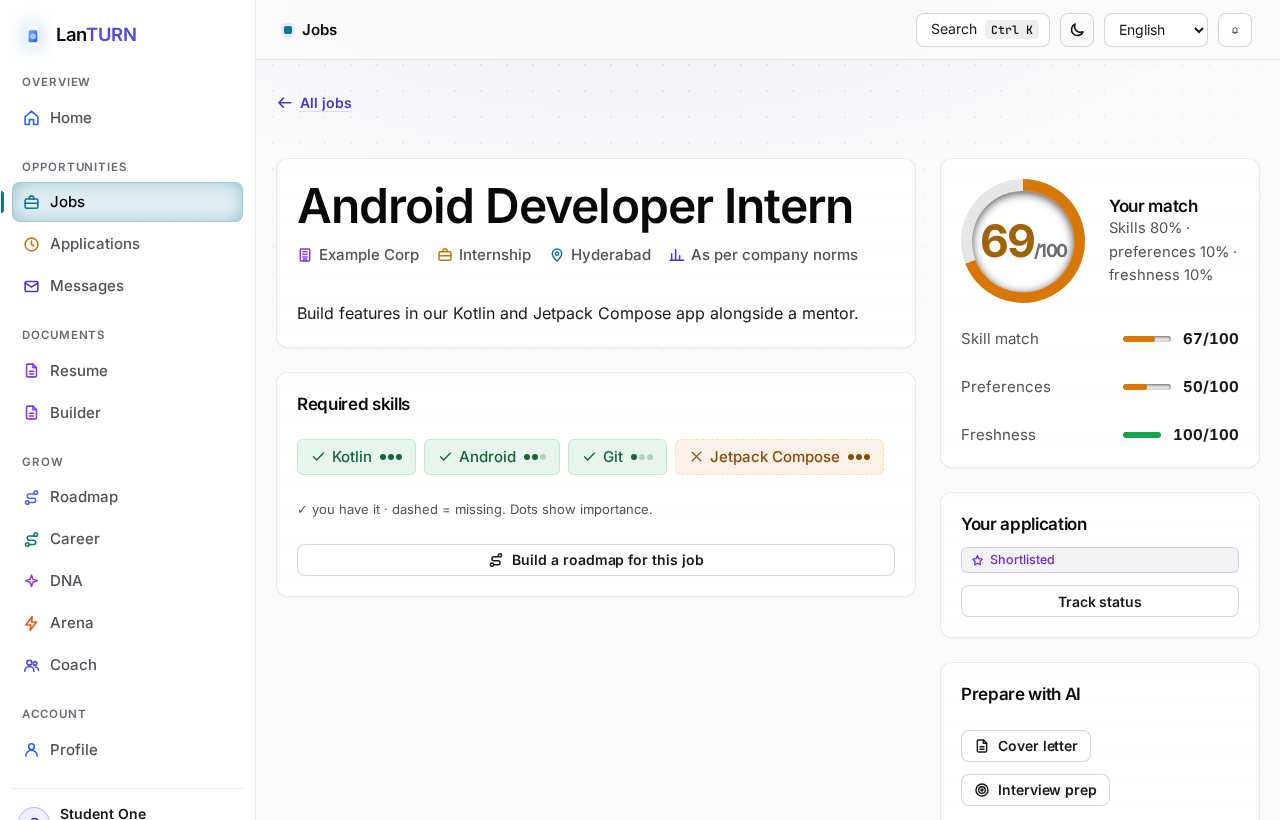 LanTURN
OVERVIEW
Home
OPPORTUNITIES
Jobs
Applications
Messages
DOCUMENTS
Resume
Builder
GROW
Roadmap
Career
DNA
Arena
Coach
ACCOUNT
Profile
Student One
Jobs
Search Ctrl K
English
All jobs
Android Developer Intern
Example Corp
Internship
Hyderabad
As per company norms
Build features in our Kotlin and Jetpack Compose app alongside a mentor.
Required skills
Kotlin
Android
Git
Jetpack Compose
✓ you have it · dashed = missing. Dots show importance.
Build a roadmap for this job
69/100
Your match
Skills 80% ·
preferences 10% ·
freshness 10%
Skill match 67/100
Preferences 50/100
Freshness 100/100
Your application
Shortlisted
Track status
Prepare with AI
Cover letter
Interview prep